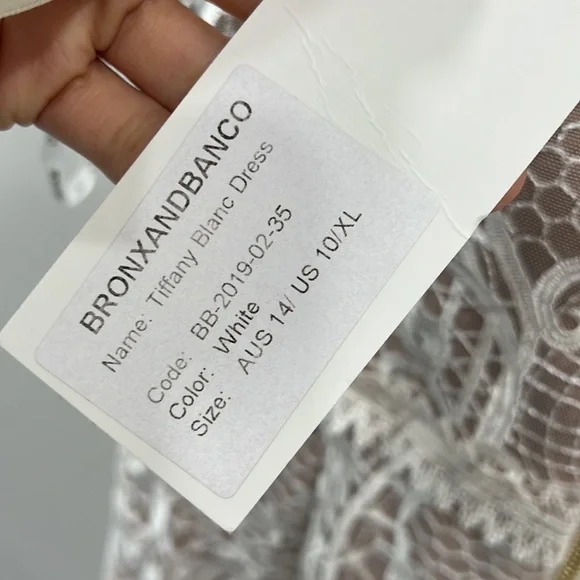 BRONXANDBANCO
Name: Tiffany Blanc Dress
Code: BB-2019-02-35
Color: White
Size: AUS 14/ US 10/XL